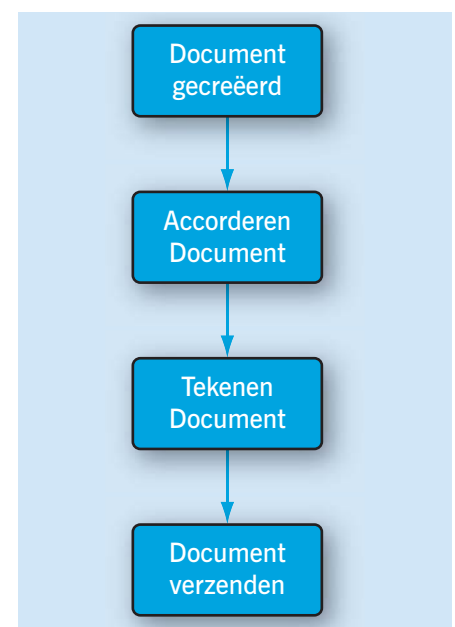 Document
gecreëerd
Accorderen
Document
Tekenen
Document
Document
verzenden